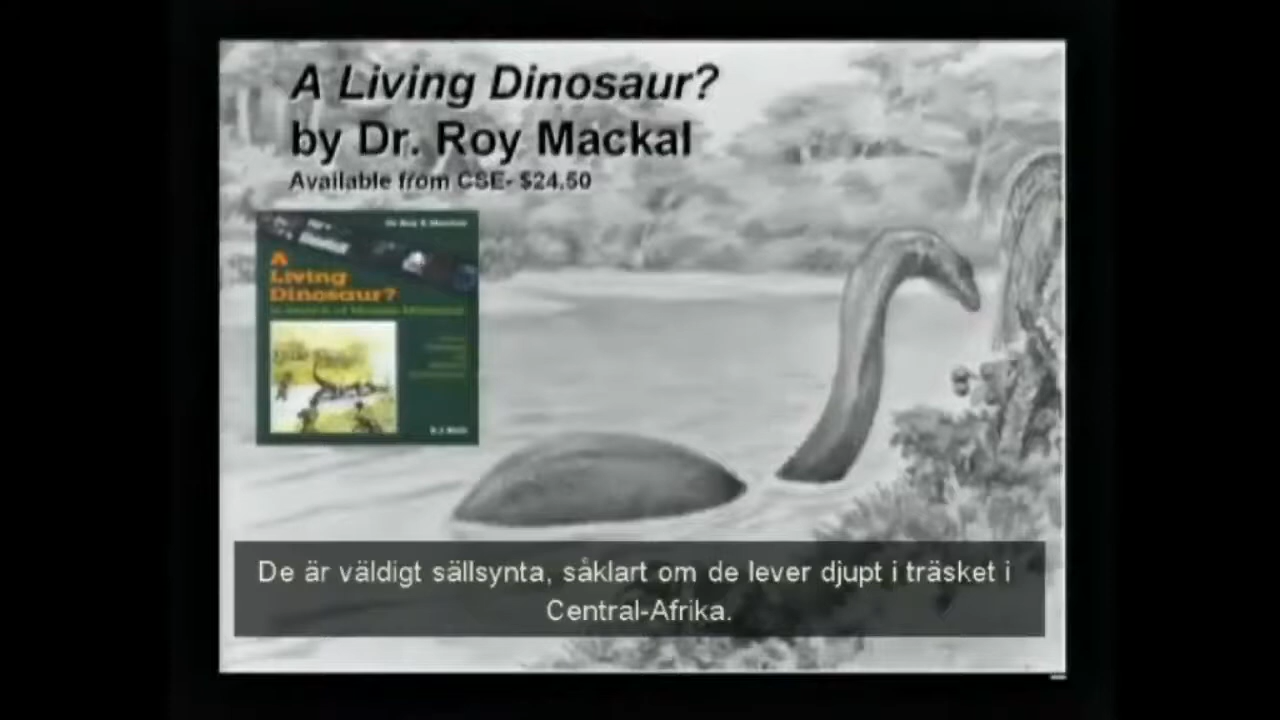 A Living Dinosaur?
by Dr. Roy Mackal
Available from CSE- $24.50
A
Living
Dinosaur?
De är väldigt sällsynta, såklart om de lever djupt i träsket i
Central-Afrika.